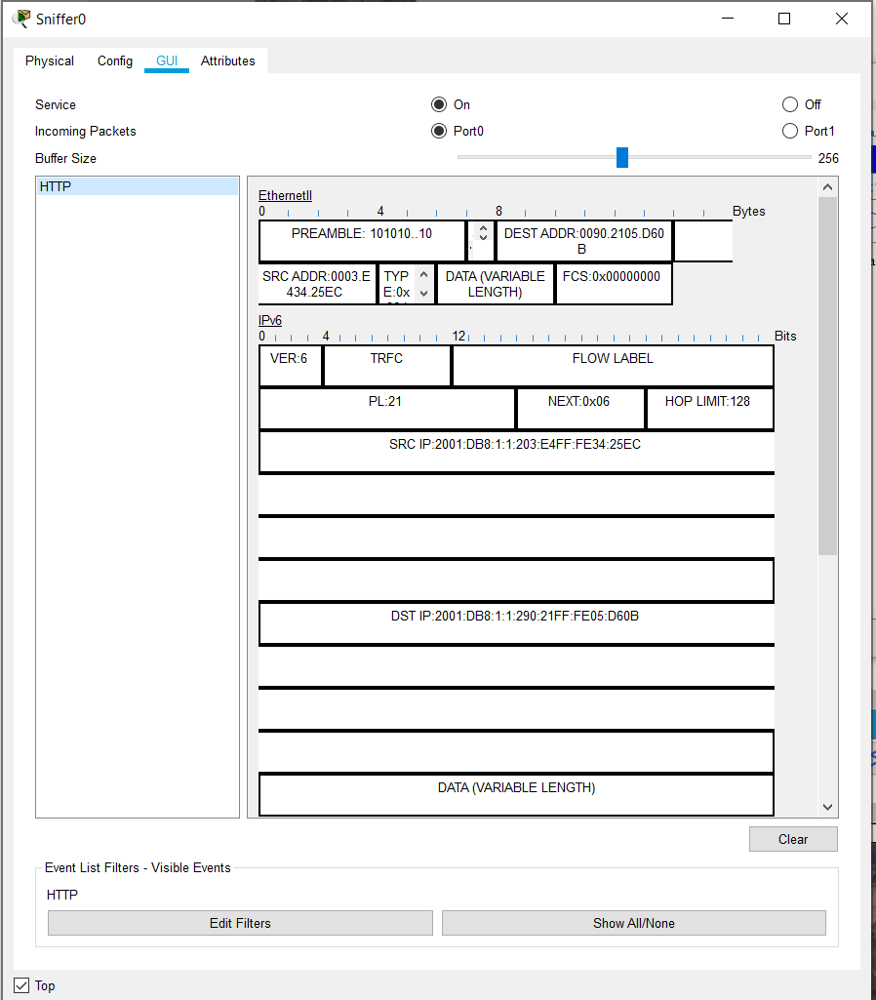 Sniffer0
Physical Config GUI Attributes
Service On Off
Incoming Packets Port0 Port1
Buffer Size 256
HTTP
EthernetII
0 4 8 Bytes
PREAMBLE: 101010..10 DEST ADDR:0090.2105.D60
B
SRC ADDR:0003.E TYP DATA (VARIABLE FCS:0x00000000
434.25EC E:0x LENGTH)
IPv6
0 4 12 Bits
VER:6 TRFC FLOW LABEL
PL:21 NEXT:0x06 HOP LIMIT:128
SRC IP:2001:DB8:1:1:203:E4FF:FE34:25EC
DST IP:2001:DB8:1:1:290:21FF:FE05:D60B
DATA (VARIABLE LENGTH)
Clear
Event List Filters - Visible Events
HTTP
Edit Filters Show All/None
Top